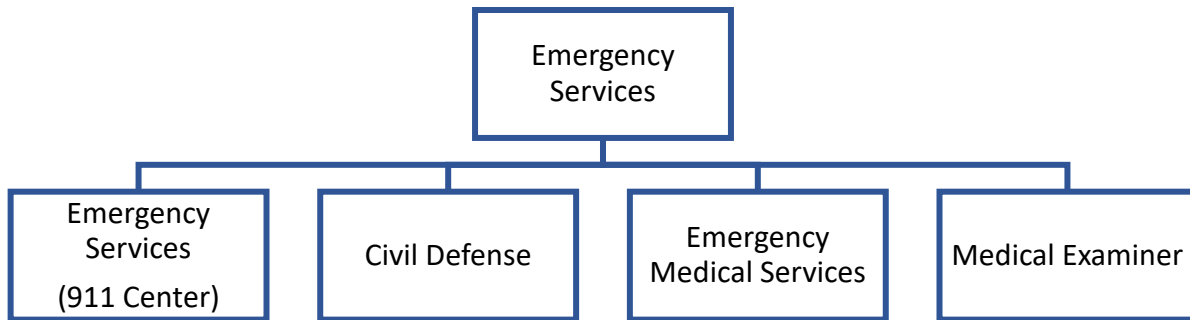 Emergency
Services
Emergency
Services
(911 Center)
Civil Defense
Emergency
Medical Services
Medical Examiner